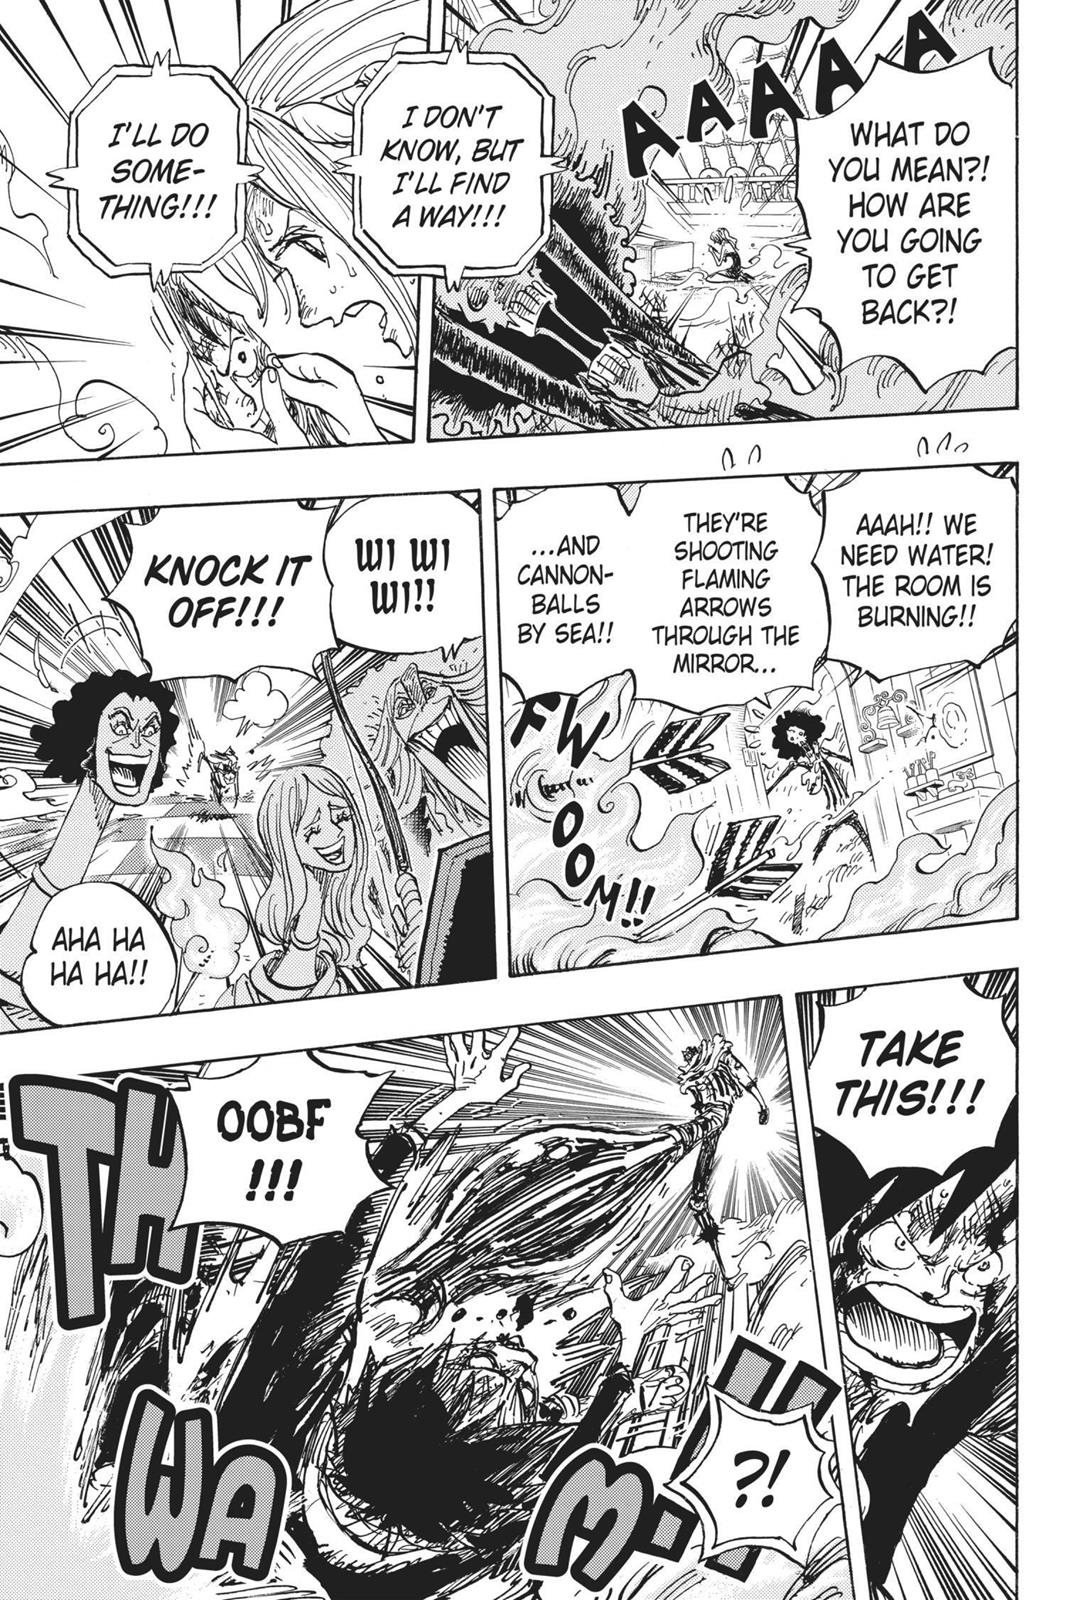 AAAAA
WHAT DO
YOU MEAN?!
HOW ARE
YOU GOING
TO GET
BACK?!
I DON'T
KNOW, BUT
I'LL FIND
A WAY!!!
I'LL DO
SOME-
THING!!!
AAAH!! WE
NEED WATER!
THE ROOM IS
BURNING!!
THEY'RE
SHOOTING
FLAMING
ARROWS
THROUGH THE
MIRROR...
...AND
CANNON-
BALLS
BY SEA!!
FWOOOM!!
WI WI
WI!!
KNOCK IT
OFF!!!
AHA HA
HA HA!!
TAKE
THIS!!!
OOBF
!!!
TH
WA
M!!
?!